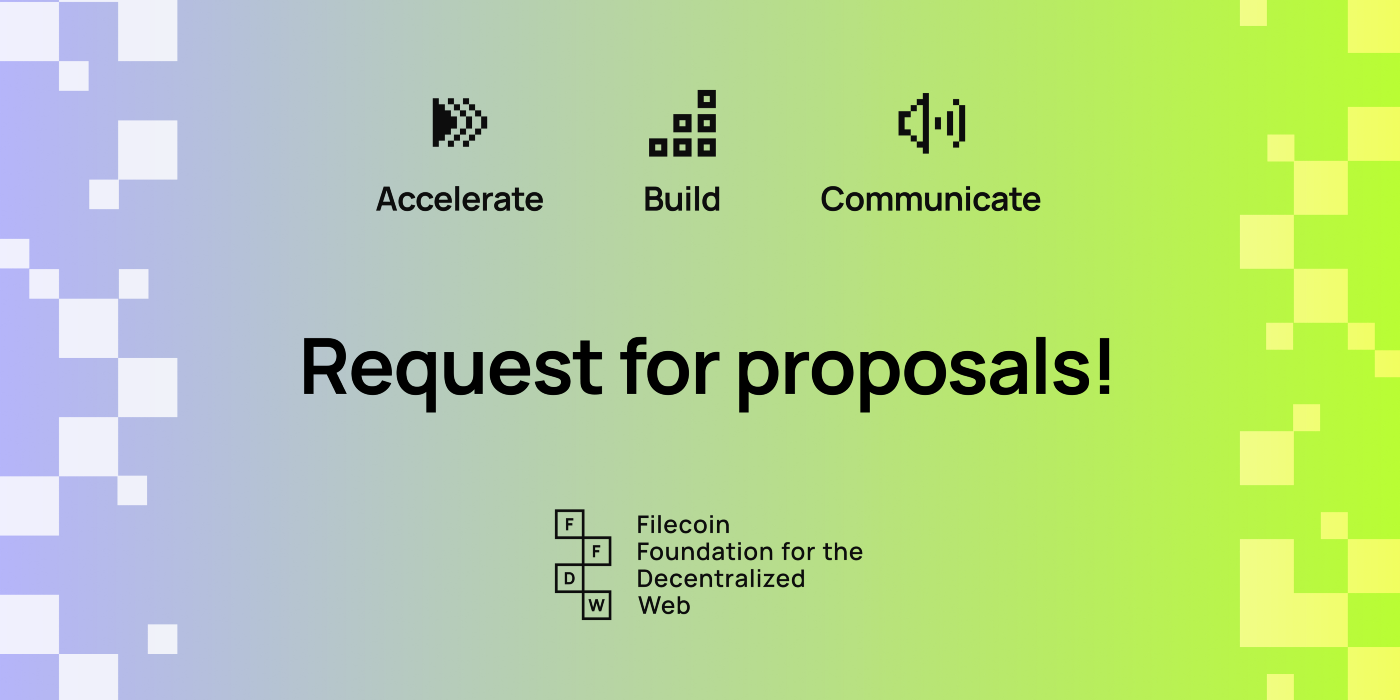 Accelerate
Build
Communicate
Request for proposals!
F
F
D
W
Filecoin
Foundation for the
Decentralized
Web